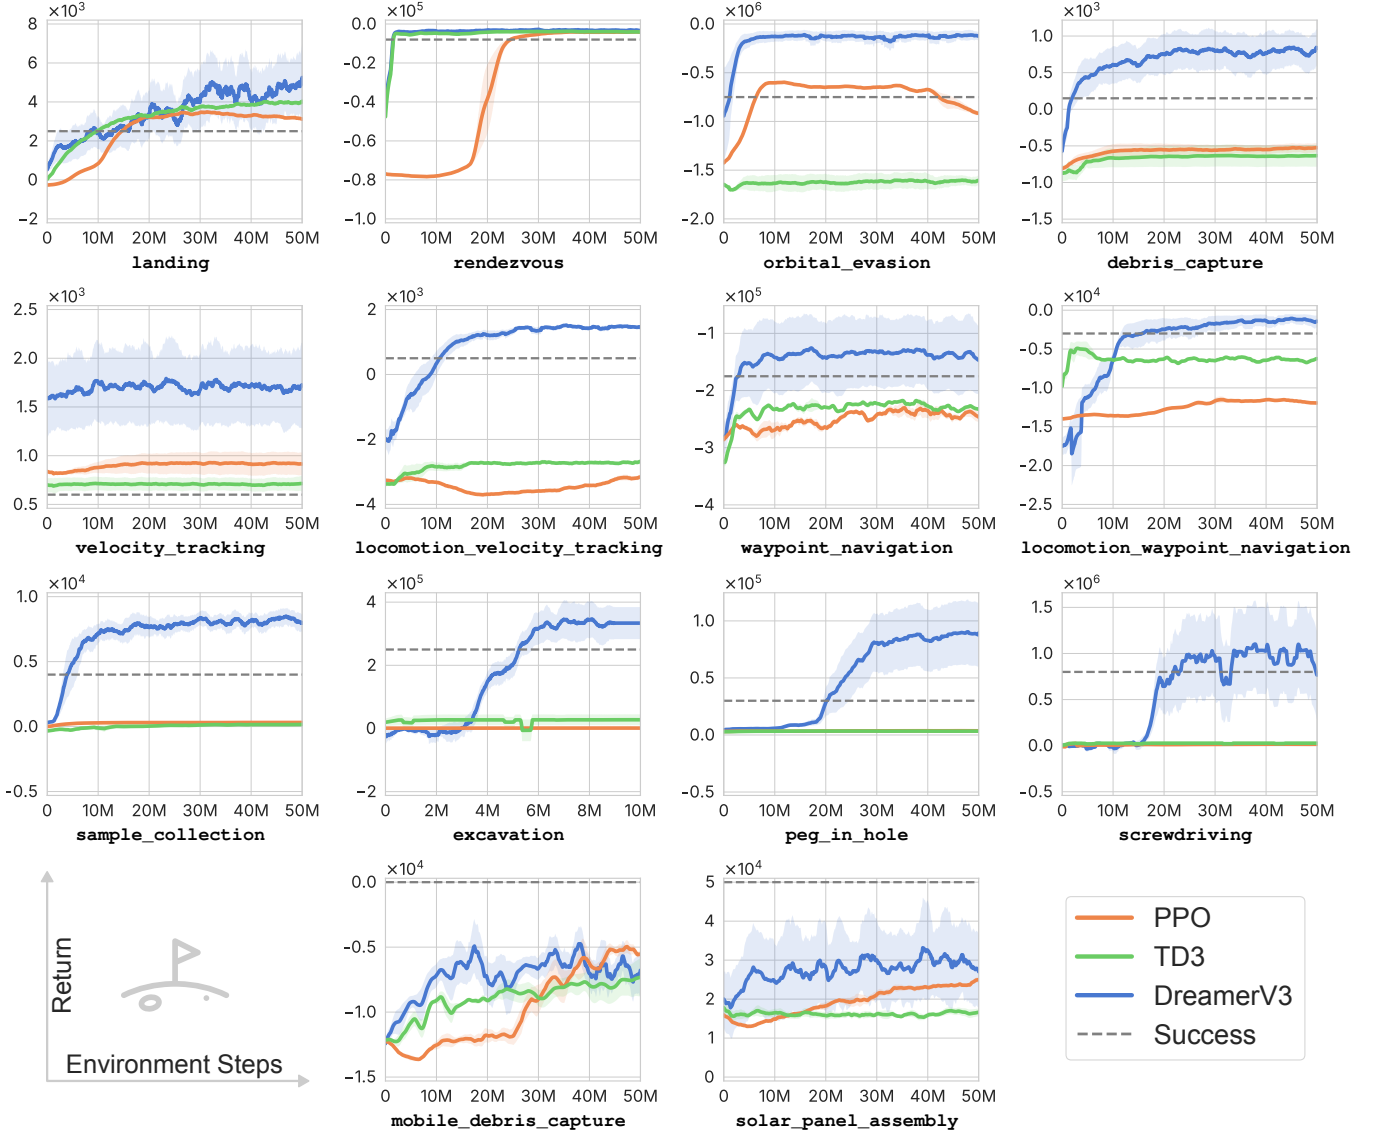 ×10³
8
6
4
2
0
−2
0 10M 20M 30M 40M 50M
landing
×10⁵
0.0
−0.2
−0.4
−0.6
−0.8
−1.0
0 10M 20M 30M 40M 50M
rendezvous
×10⁶
0.0
−0.5
−1.0
−1.5
−2.0
0 10M 20M 30M 40M 50M
orbital_evasion
×10³
1.0
0.5
0.0
−0.5
−1.0
−1.5
0 10M 20M 30M 40M 50M
debris_capture
×10³
2.5
2.0
1.5
1.0
0.5
0 10M 20M 30M 40M 50M
velocity_tracking
×10³
2
0
−2
−4
0 10M 20M 30M 40M 50M
locomotion_velocity_tracking
×10⁵
−1
−2
−3
−4
0 10M 20M 30M 40M 50M
waypoint_navigation
×10⁴
0.0
−0.5
−1.0
−1.5
−2.0
−2.5
0 10M 20M 30M 40M 50M
locomotion_waypoint_navigation
×10⁴
1.0
0.5
0.0
−0.5
0 10M 20M 30M 40M 50M
sample_collection
×10⁵
4
2
0
−2
0 2M 4M 6M 8M 10M
excavation
×10⁵
1.0
0.5
0.0
−0.5
0 10M 20M 30M 40M 50M
peg_in_hole
×10⁶
1.5
1.0
0.5
0.0
−0.5
0 10M 20M 30M 40M 50M
screwdriving
Return
Environment Steps
×10⁴
0.0
−0.5
−1.0
−1.5
0 10M 20M 30M 40M 50M
mobile_debris_capture
×10⁴
5
4
3
2
1
0
0 10M 20M 30M 40M 50M
solar_panel_assembly
PPO
TD3
DreamerV3
Success